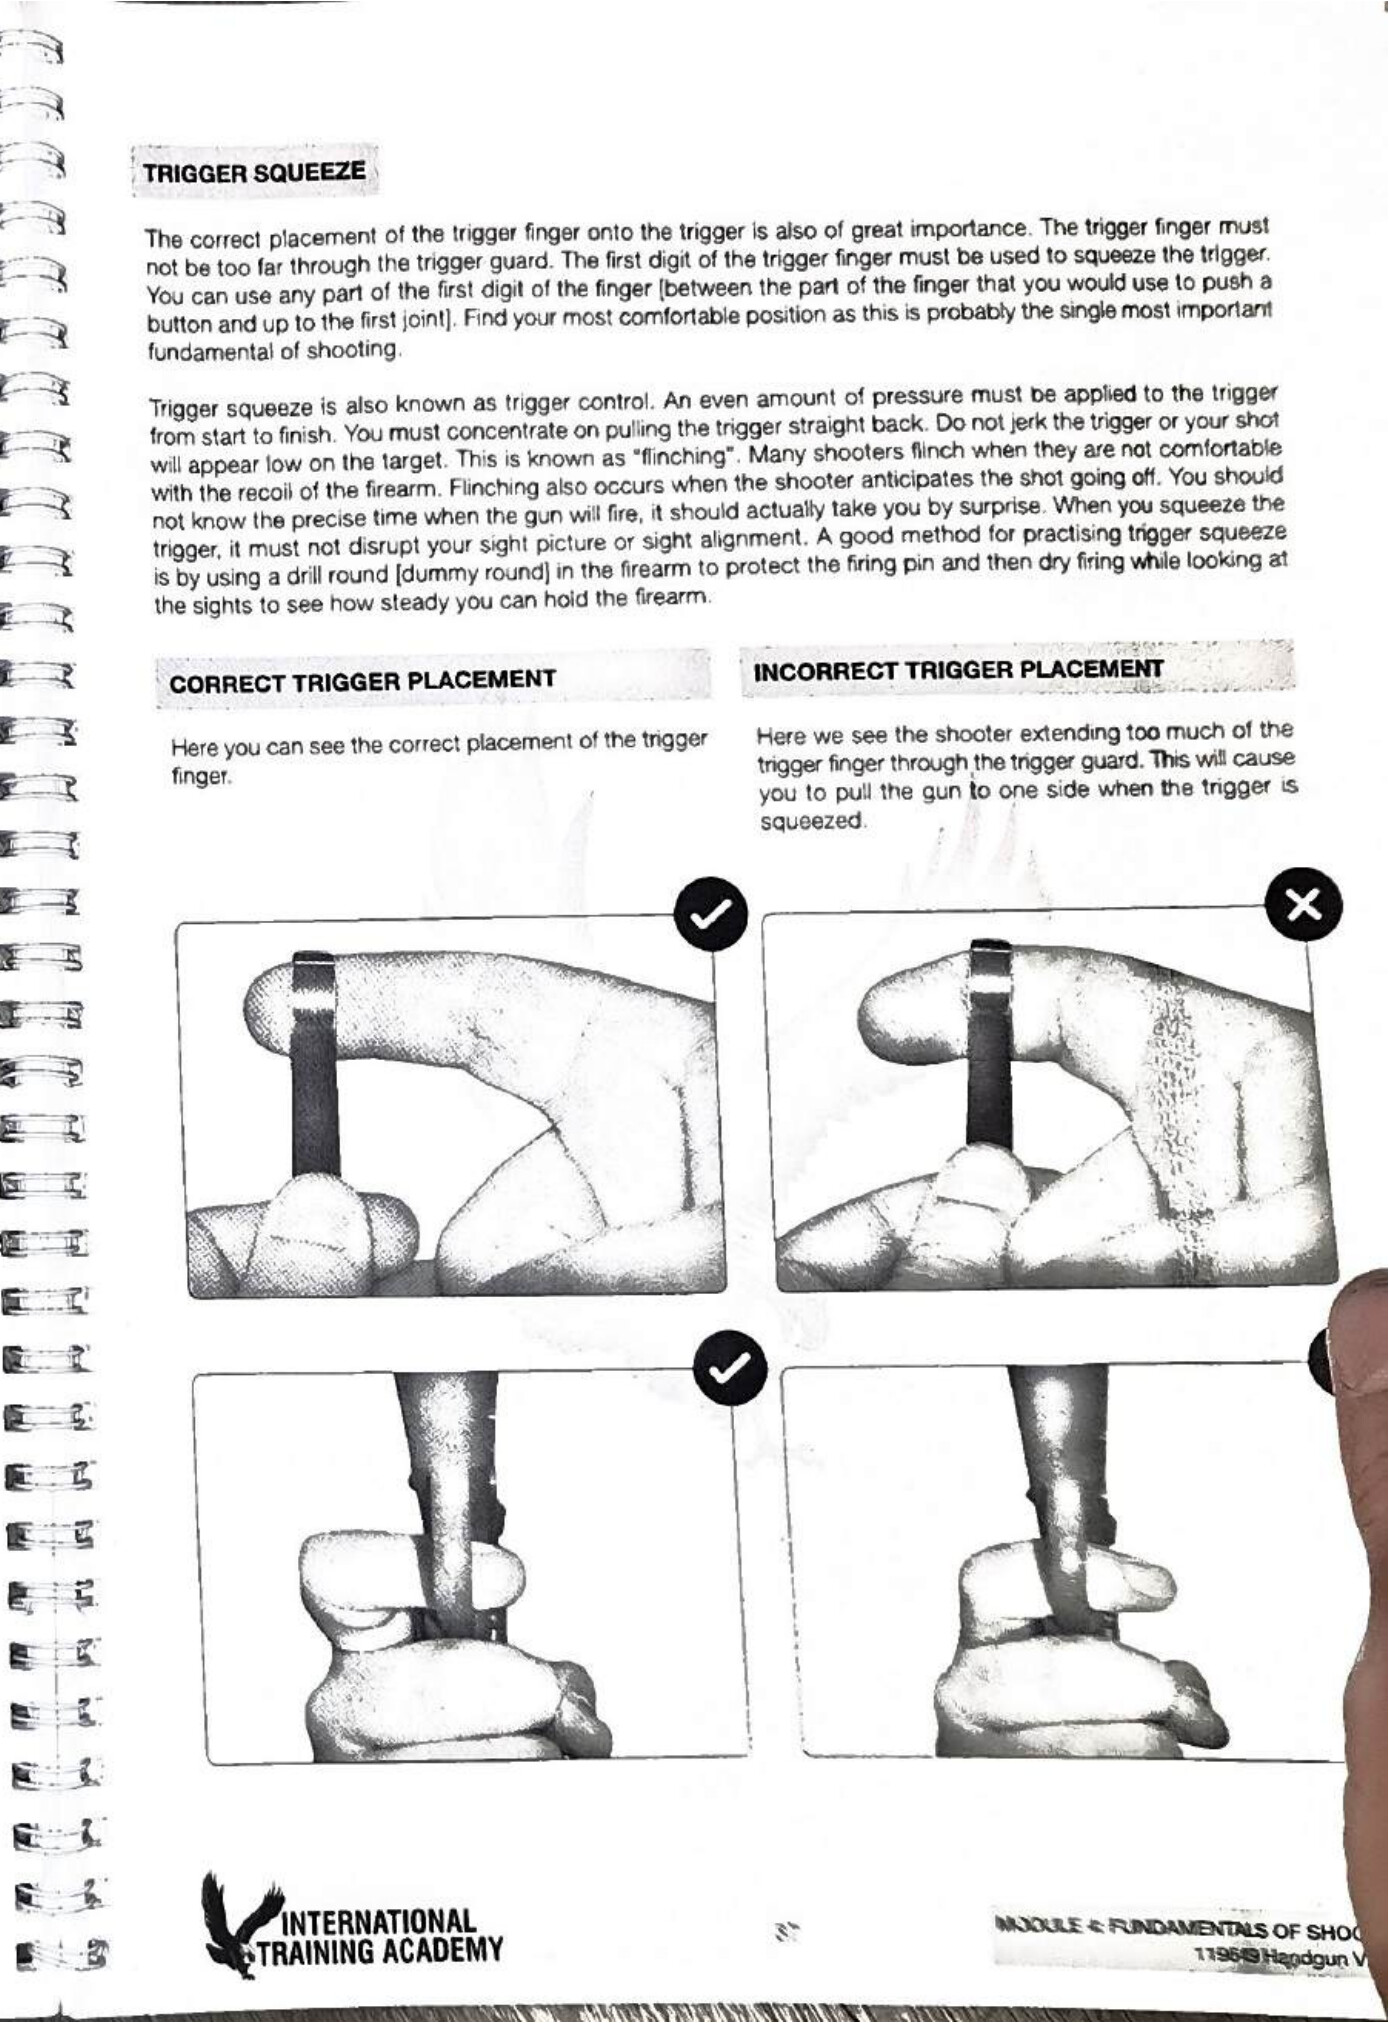 TRIGGER SQUEEZE
The correct placement of the trigger finger onto the trigger is also of great importance. The trigger finger must
not be too far through the trigger guard. The first digit of the trigger finger must be used to squeeze the trigger.
You can use any part of the first digit of the finger [between the part of the finger that you would use to push a
button and up to the first joint]. Find your most comfortable position as this is probably the single most important
fundamental of shooting.
Trigger squeeze is also known as trigger control. An even amount of pressure must be applied to the trigger
from start to finish. You must concentrate on pulling the trigger straight back. Do not jerk the trigger or your shot
will appear low on the target. This is known as "flinching". Many shooters flinch when they are not comfortable
with the recoil of the firearm. Flinching also occurs when the shooter anticipates the shot going off. You should
not know the precise time when the gun will fire, it should actually take you by surprise. When you squeeze the
trigger, it must not disrupt your sight picture or sight alignment. A good method for practising trigger squeeze
is by using a drill round [dummy round] in the firearm to protect the firing pin and then dry firing while looking at
the sights to see how steady you can hold the firearm.
CORRECT TRIGGER PLACEMENT
Here you can see the correct placement of the trigger
finger.
INCORRECT TRIGGER PLACEMENT
Here we see the shooter extending too much of the
trigger finger through the trigger guard. This will cause
you to pull the gun to one side when the trigger is
squeezed.
INTERNATIONAL
TRAINING ACADEMY
MODULE FUNDAMENTALS OF SHOO
Handgun V